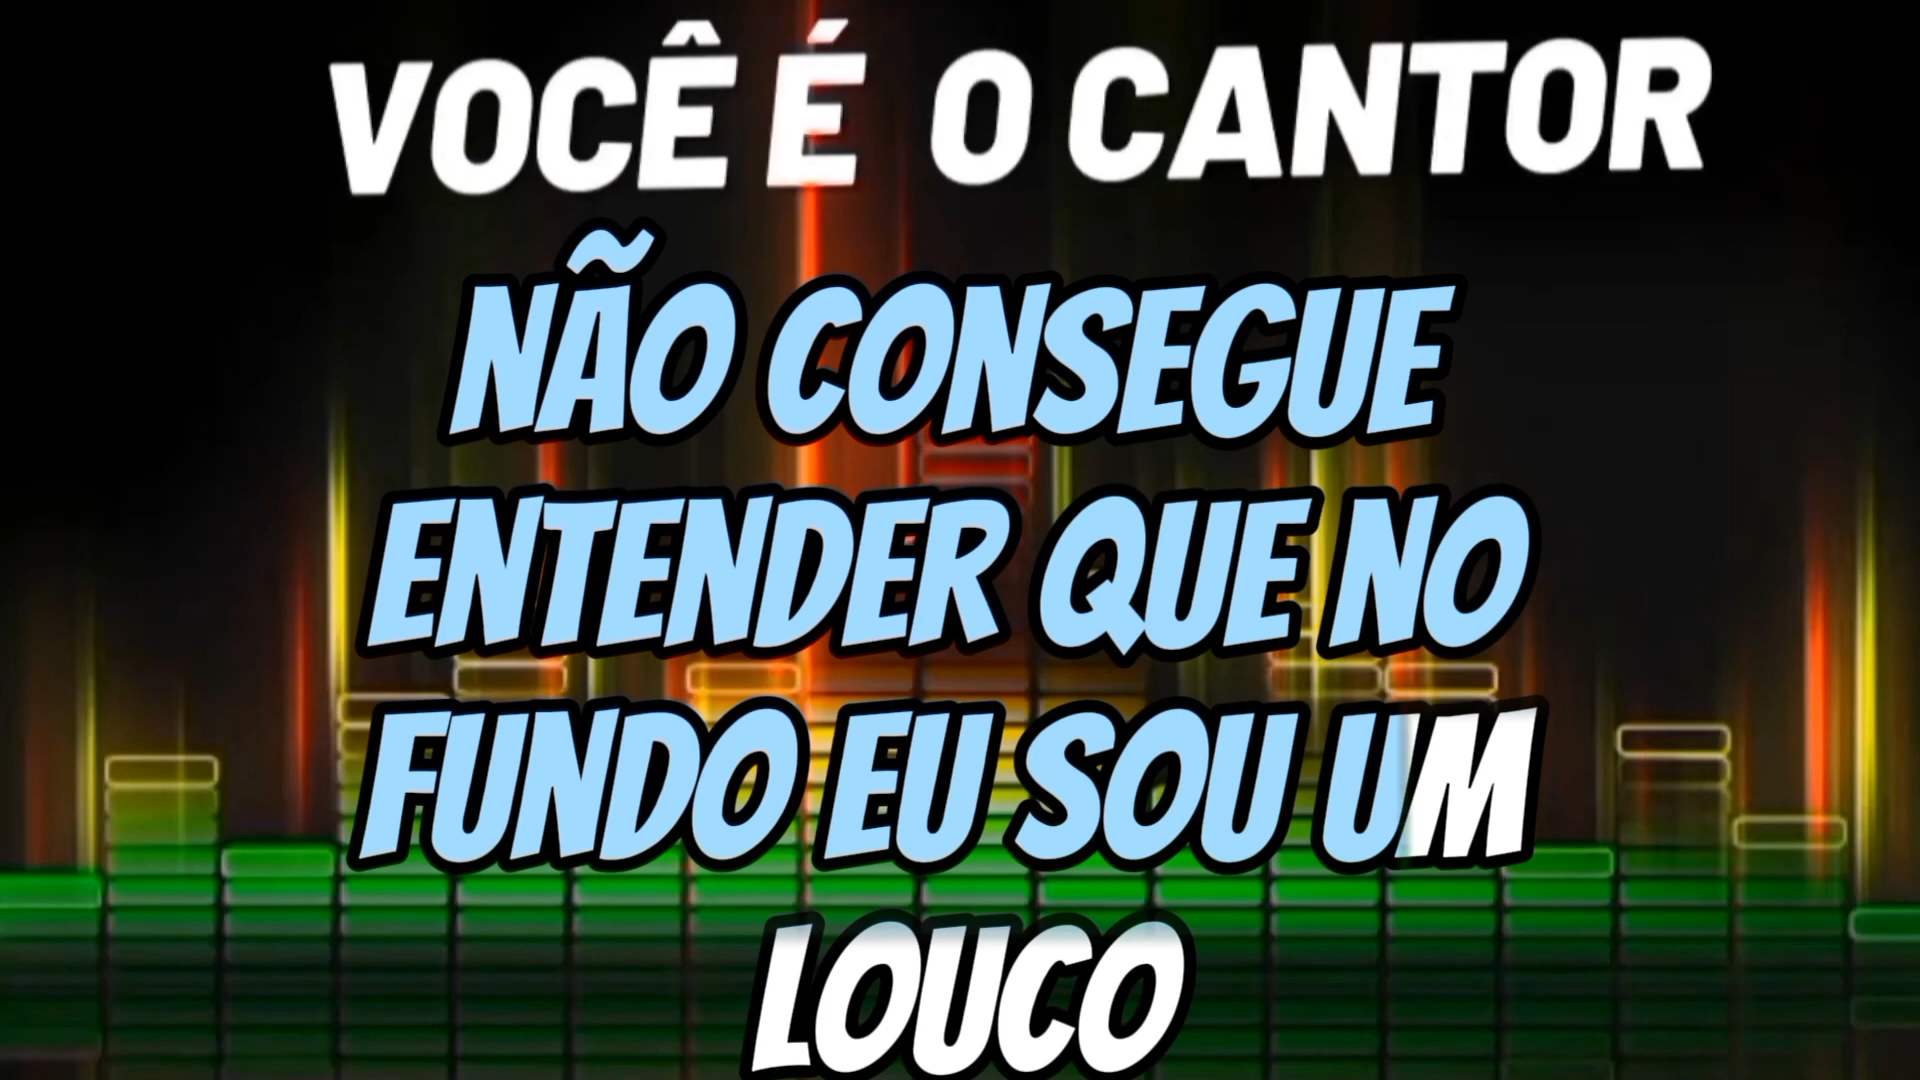 VOCÊ É O CANTOR
NÃO CONSEGUE
ENTENDER QUE NO
FUNDO EU SOU UM
LOUCO